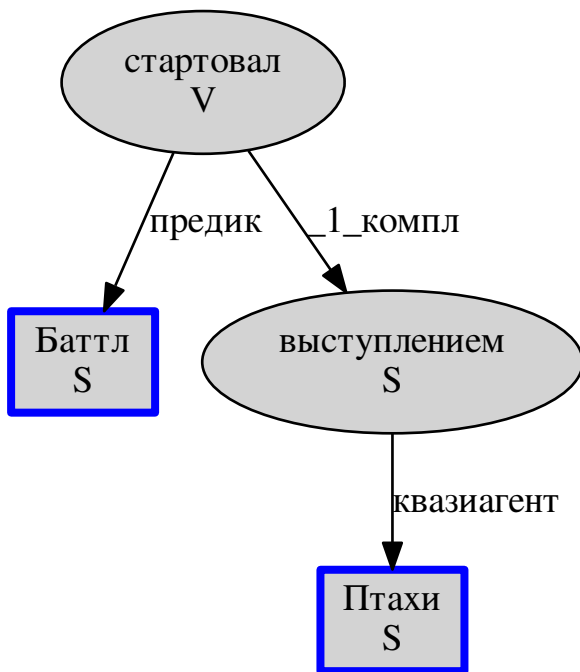 стартовал
V
предик
_1_компл
Баттл
S
выступлением
S
квазиагент
Птахи
S